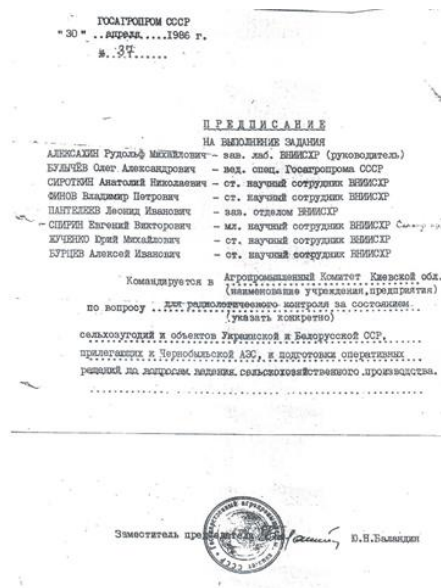 ГОСАГРОПРОМ СССР
"30" ..апреля....1986 г.
№ 37
ПРЕДПИСАНИЕ
НА ВЫПОЛНЕНИЕ ЗАДАНИЯ
АЛЕКСАХИН Рудольф Михайлович – зав. лаб. ВНИИСХР (руководитель)
БУЛЫЧЁВ Олег Александрович – вед. спец. Госагропрома СССР
СИРОТКИН Анатолий Николаевич – ст. научный сотрудник ВНИИСХР
ФИНОВ Владимир Петрович – ст. научный сотрудник ВНИИСХР
ПАНТЕЛЕЕВ Леонид Иванович – зав. отделом ВНИИСХР
СПИРИН Евгений Викторович – мл. научный сотрудник ВНИИСХР
ЖУЧЕНКО Юрий Михайлович – ст. научный сотрудник ВНИИСХР
БУРЦЕВ Алексей Иванович – ст. научный сотрудник ВНИИСХР
Командируется в Агропромышленный Комитет Киевской обл.
(наименование учреждения, предприятия)
по вопросу для радиологического контроля за состоянием
(указать конкретно)
сельхозугодий и объектов Украинской и Белорусской ССР,
прилегающих к Чернобыльской АЭС, и подготовки оперативных
решений по вопросам ведения сельскохозяйственного производства.
Заместитель председателя Ю.Н.Баландин